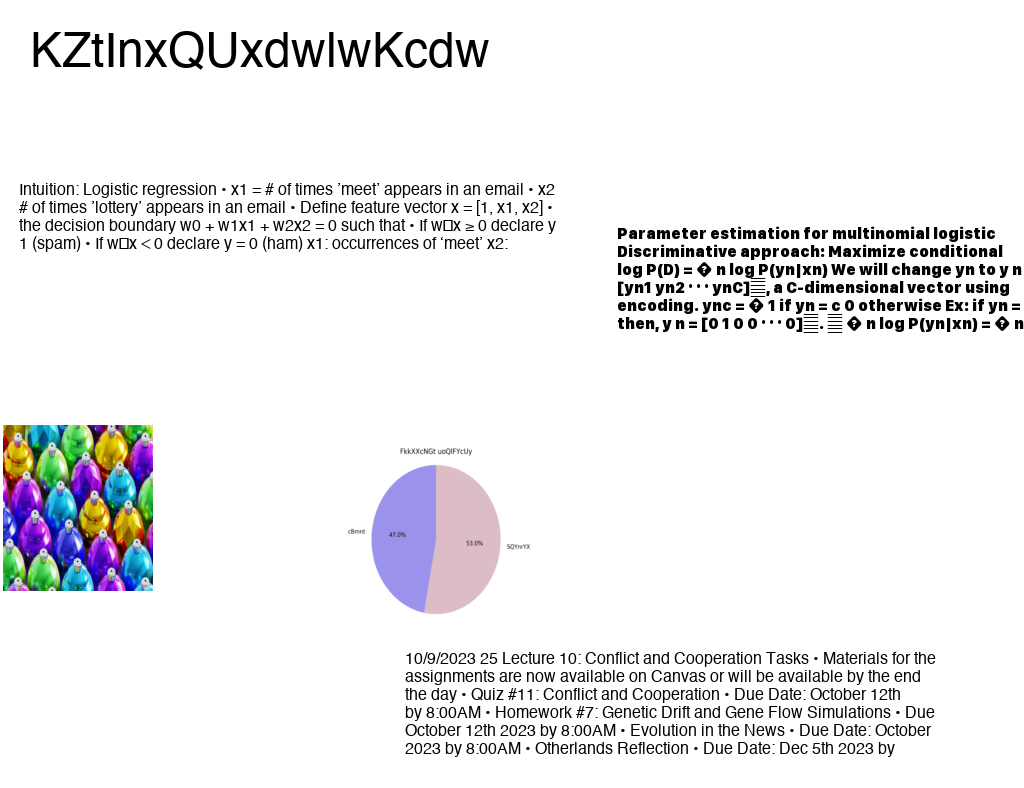 KZtInxQUxdwIwKcdw
Intuition: Logistic regression • x1 = # of times ’meet’ appears in an email • x2
# of times ’lottery’ appears in an email • Define feature vector x = [1, x1, x2] •
the decision boundary w0 + w1x1 + w2x2 = 0 such that • If w□x ≥ 0 declare y
1 (spam) • If w□x < 0 declare y = 0 (ham) x1: occurrences of ‘meet’ x2:
Parameter estimation for multinomial logistic
Discriminative approach: Maximize conditional
log P(D) = � n log P(yn|xn) We will change yn to y n
[yn1 yn2 · · · ynC]䷀, a C-dimensional vector using
encoding. ync = � 1 if yn = c 0 otherwise Ex: if yn =
then, y n = [0 1 0 0 · · · 0]䷀. ䷀ � n log P(yn|xn) = � n
FkkXXcNGt uoQlFYcUy
cBmnt
47.0%
53.0%
SQYnrYX
10/9/2023 25 Lecture 10: Conflict and Cooperation Tasks • Materials for the
assignments are now available on Canvas or will be available by the end
the day • Quiz #11: Conflict and Cooperation • Due Date: October 12th
by 8:00AM • Homework #7: Genetic Drift and Gene Flow Simulations • Due
October 12th 2023 by 8:00AM • Evolution in the News • Due Date: October
2023 by 8:00AM • Otherlands Reflection • Due Date: Dec 5th 2023 by